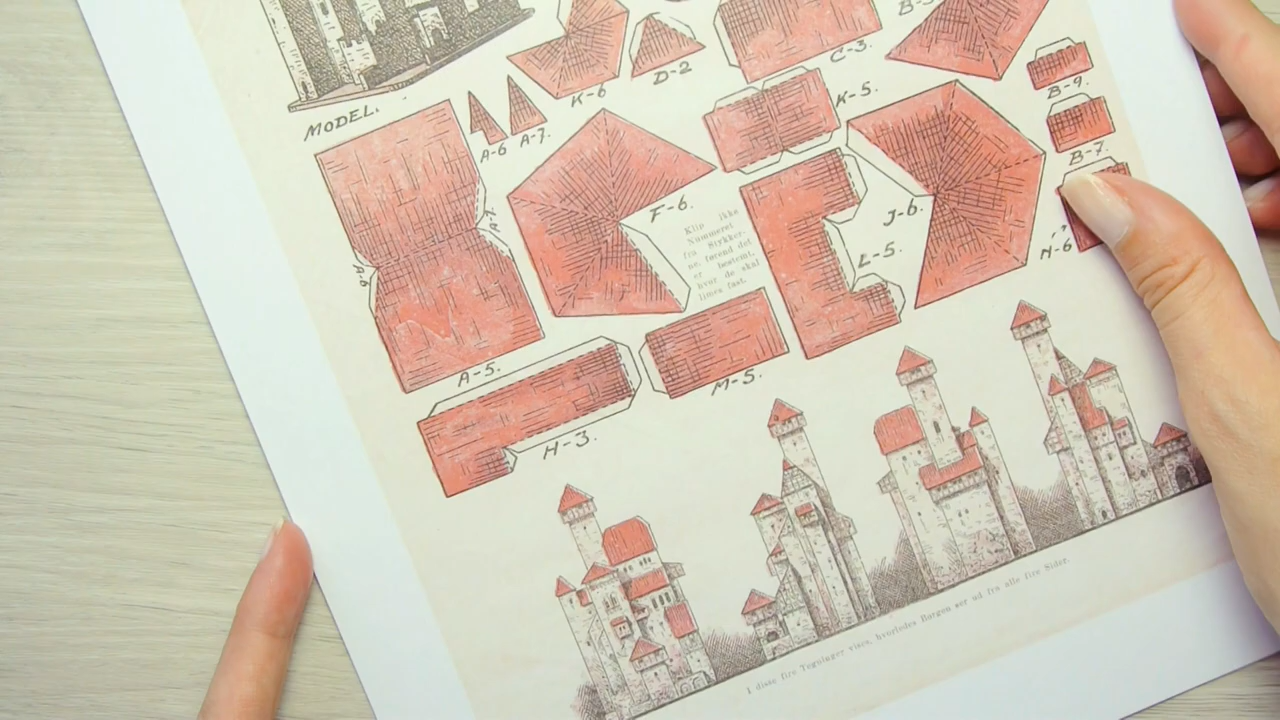 MODEL.
K-6
D-2
C-3.
B-9.
A-6
A-7.
K-5.
B-7.
F-6.
J-6.
L-5.
N-6
Klip ikke
Nummeret
fra Stykker-
ne, førend det
er bestemt,
hvor de skal
limes fast.
A-5.
M-5.
H-3.
I disse fire Tegninger vises, hvorledes Borgen ser ud fra alle fire Sider.